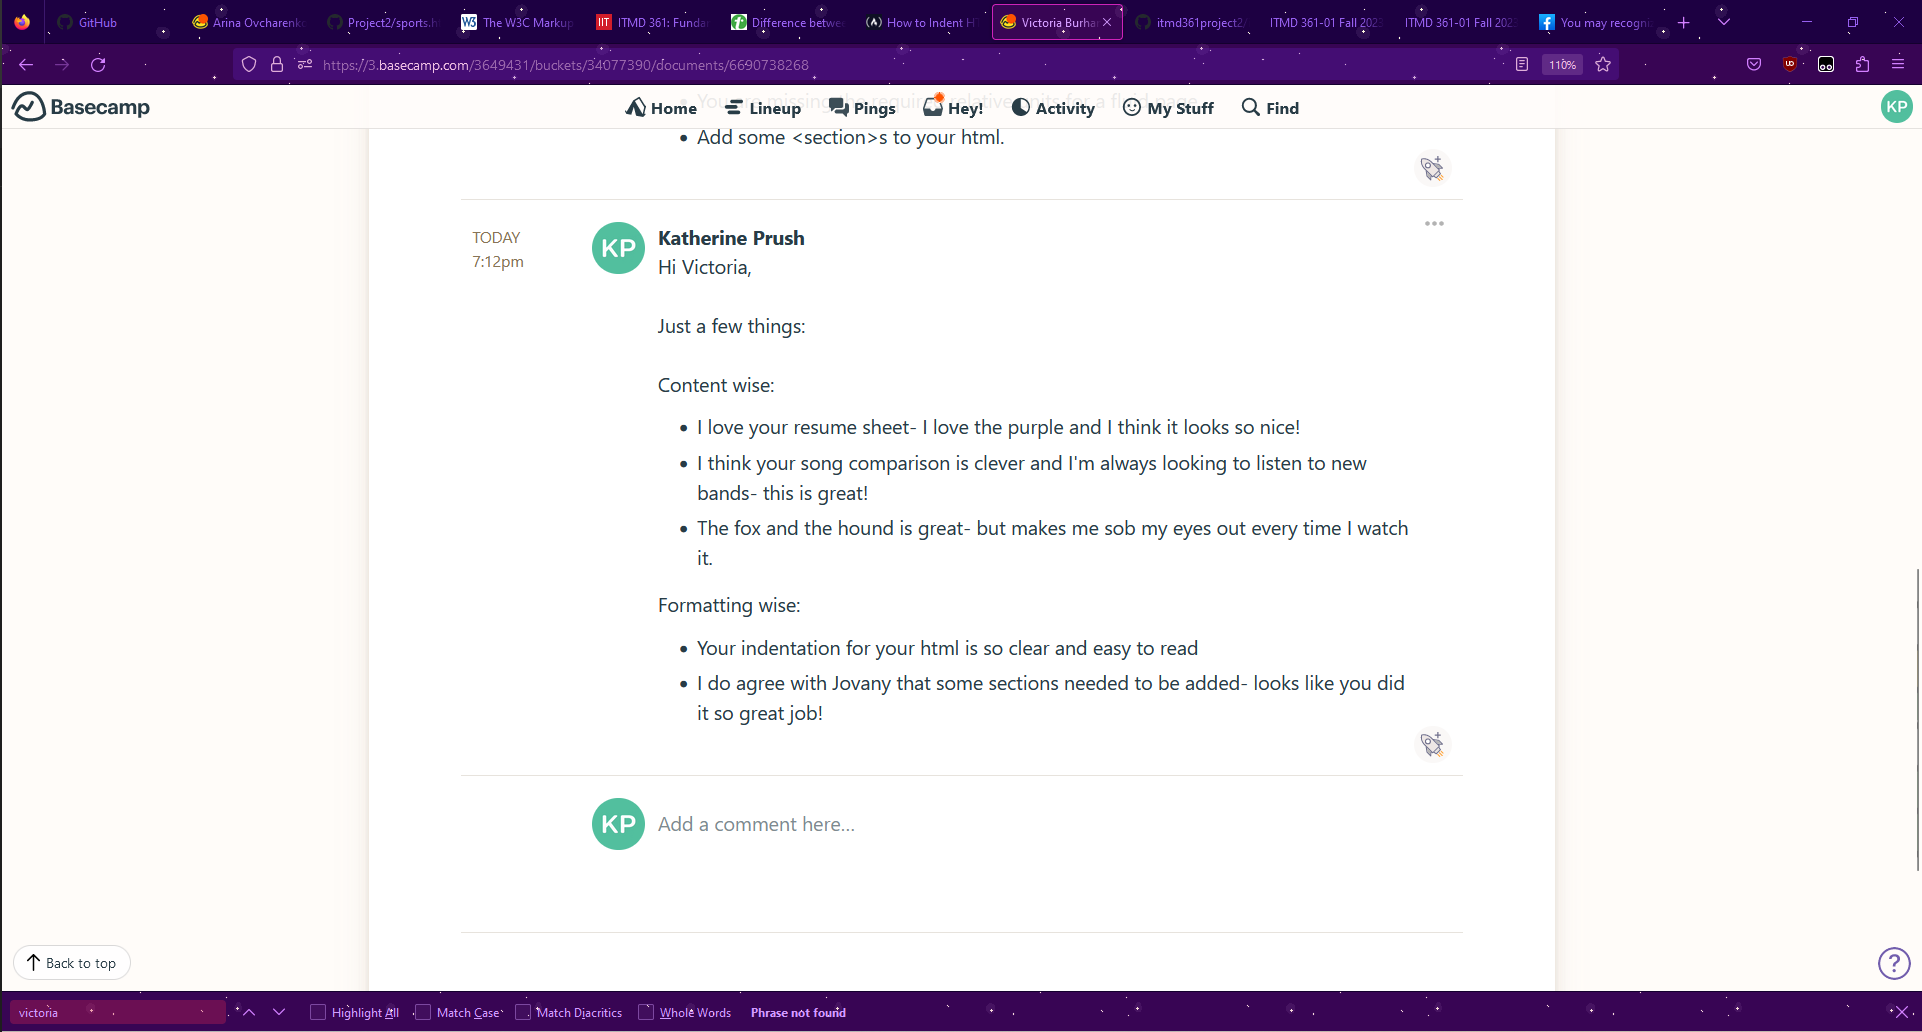 GitHub
Arina Ovcharenko
Project2/sports.h
The W3C Markup
ITMD 361: Funda
Difference betwe
How to Indent H
Victoria Burha
itmd361project2/
ITMD 361-01 Fall 2023
ITMD 361-01 Fall 2023
You may recogni
https://3.basecamp.com/3649431/buckets/34077390/documents/6690738268
110%
Basecamp
Home
Lineup
Pings
Hey!
Activity
My Stuff
Find
KP
Add some <section>s to your html.
TODAY
7:12pm
KP
Katherine Prush
Hi Victoria,
Just a few things:
Content wise:
I love your resume sheet- I love the purple and I think it looks so nice!
I think your song comparison is clever and I'm always looking to listen to new
bands- this is great!
The fox and the hound is great- but makes me sob my eyes out every time I watch
it.
Formatting wise:
Your indentation for your html is so clear and easy to read
I do agree with Jovany that some sections needed to be added- looks like you did
it so great job!
KP
Add a comment here...
Back to top
?
victoria
Highlight All
Match Case
Match Diacritics
Whole Words
Phrase not found